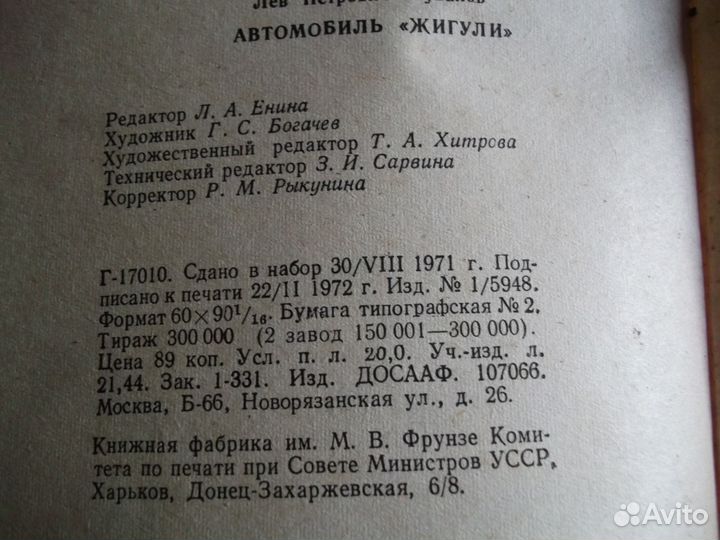 Лев
АВТОМОБИЛЬ «ЖИГУЛИ»
Редактор Л. А. Енина
Художник Г. С. Богачев
Художественный редактор Т. А. Хитрова
Технический редактор З. И. Сарвина
Корректор Р. М. Рыкунина
Г-17010. Сдано в набор 30/VIII 1971 г. Под-
писано к печати 22/II 1972 г. Изд. № 1/5948.
Формат 60×90¹/₁₆. Бумага типографская № 2.
Тираж 300 000 (2 завод 150 001—300 000).
Цена 89 коп. Усл. п. л. 20,0. Уч.-изд. л.
21,44. Зак. 1-331. Изд. ДОСААФ. 107066.
Москва, Б-66, Новорязанская ул., д. 26.
Книжная фабрика им. М. В. Фрунзе Коми-
тета по печати при Совете Министров УССР,
Харьков, Донец-Захаржевская, 6/8.
Avito